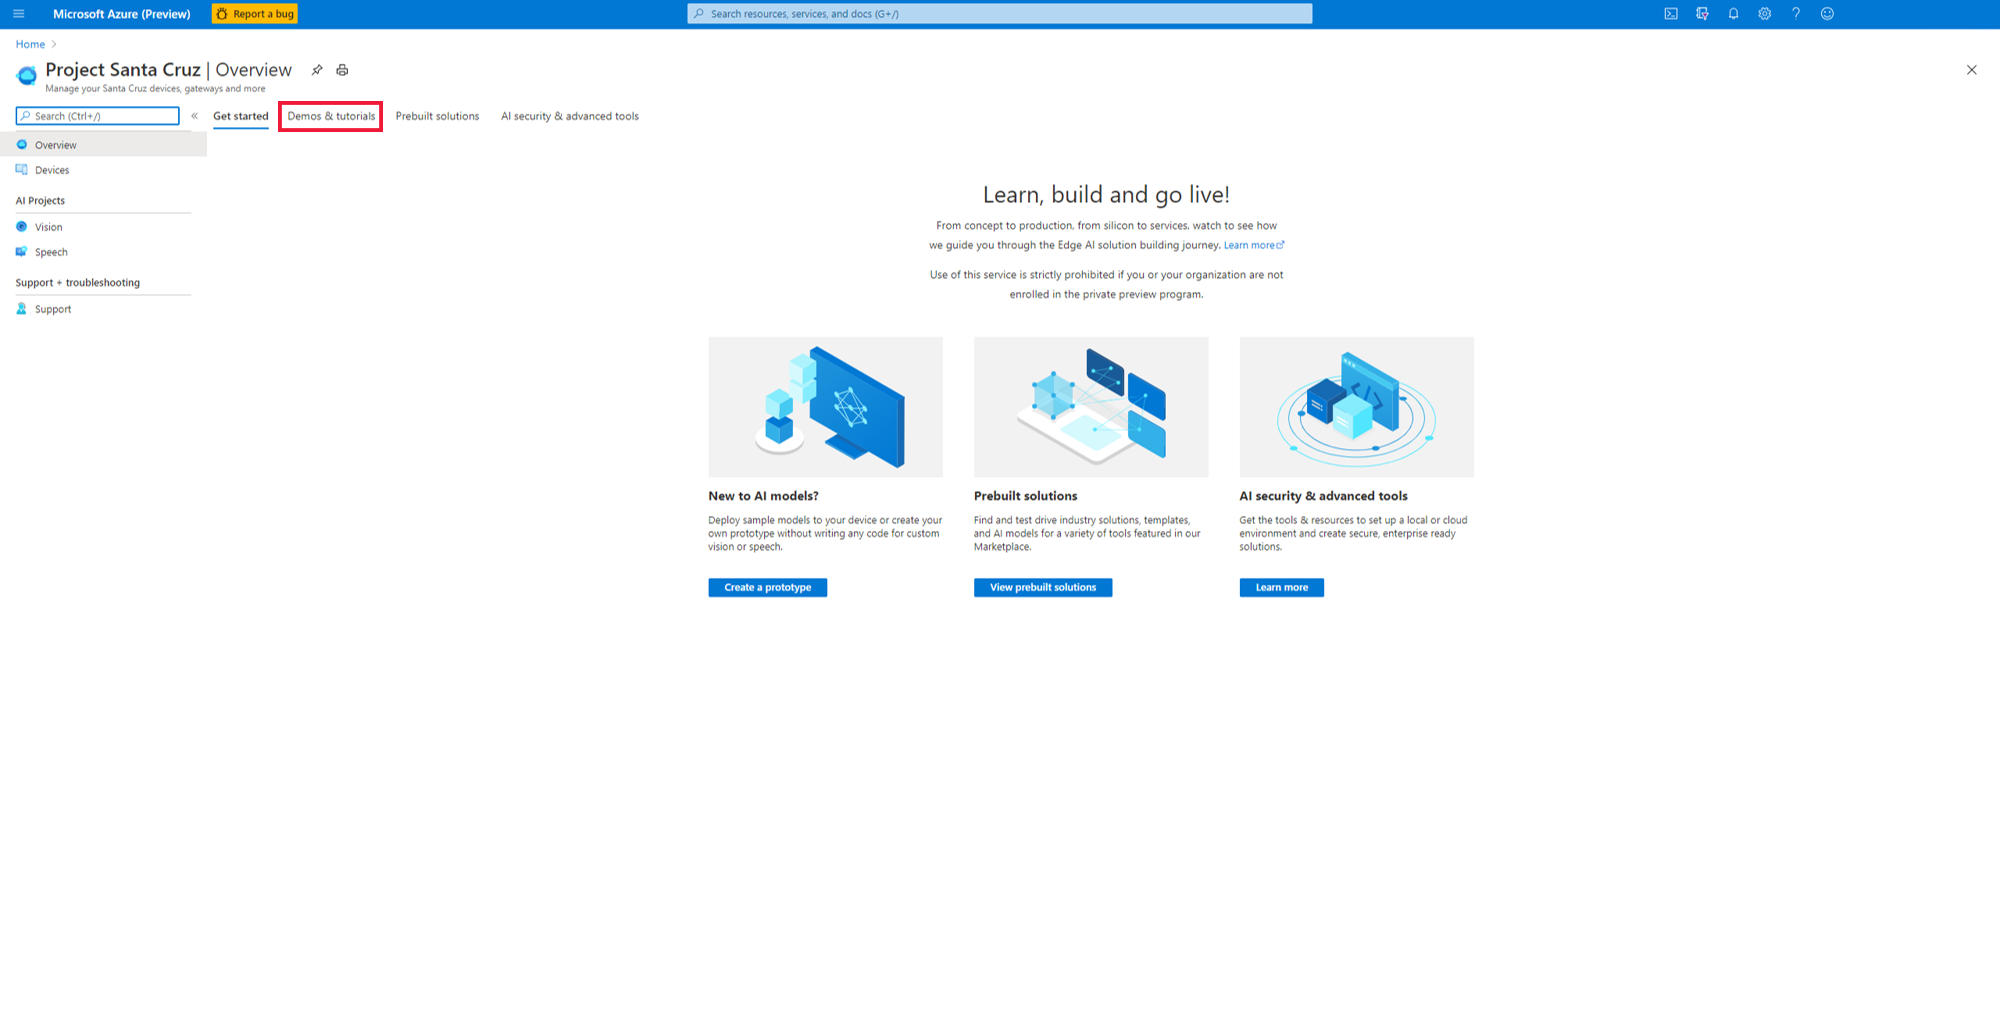 Microsoft Azure (Preview)
Report a bug
Search resources, services, and docs (G+/)
Home
Project Santa Cruz | Overview
Manage your Santa Cruz devices, gateways and more
Search (Ctrl+/)
«
Get started
Demos & tutorials
Prebuilt solutions
AI security & advanced tools
Overview
Devices
AI Projects
Vision
Speech
Support + troubleshooting
Support
Learn, build and go live!
From concept to production, from silicon to services, watch to see how
we guide you through the Edge AI solution building journey. Learn more
Use of this service is strictly prohibited if you or your organization are not
enrolled in the private preview program.
New to AI models?
Deploy sample models to your device or create your
own prototype without writing any code for custom
vision or speech.
Create a prototype
Prebuilt solutions
Find and test drive industry solutions, templates,
and AI models for a variety of tools featured in our
Marketplace.
View prebuilt solutions
AI security & advanced tools
Get the tools & resources to set up a local or cloud
environment and create secure, enterprise ready
solutions.
Learn more